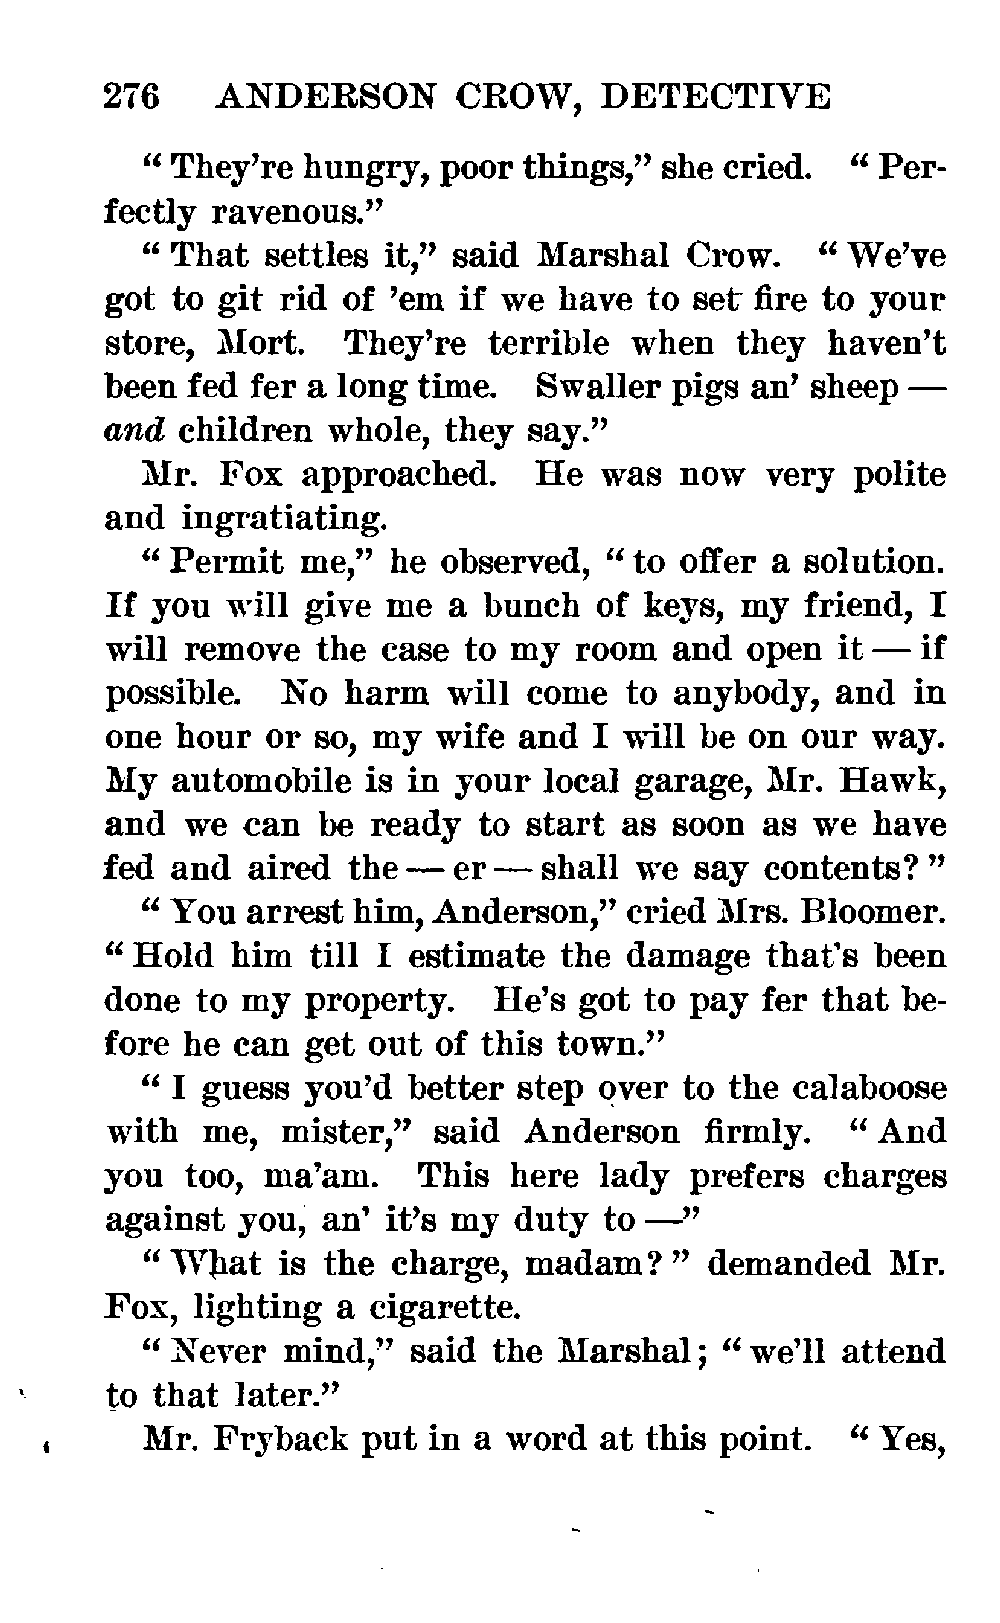 276 ANDERSON CROW, DETECTIVE
“ They’re hungry, poor things,” she cried. “ Per-
fectly ravenous.”
“ That settles it,” said Marshal Crow. “ We’ve
got to git rid of ’em if we have to set fire to your
store, Mort. They’re terrible when they haven’t
been fed fer a long time. Swaller pigs an’ sheep —
and children whole, they say.”
Mr. Fox approached. He was now very polite
and ingratiating.
“ Permit me,” he observed, “ to offer a solution.
If you will give me a bunch of keys, my friend, I
will remove the case to my room and open it — if
possible. No harm will come to anybody, and in
one hour or so, my wife and I will be on our way.
My automobile is in your local garage, Mr. Hawk,
and we can be ready to start as soon as we have
fed and aired the — er — shall we say contents? ”
“ You arrest him, Anderson,” cried Mrs. Bloomer.
“ Hold him till I estimate the damage that’s been
done to my property. He’s got to pay fer that be-
fore he can get out of this town.”
“ I guess you’d better step over to the calaboose
with me, mister,” said Anderson firmly. “ And
you too, ma’am. This here lady prefers charges
against you, an’ it’s my duty to —”
“ What is the charge, madam? ” demanded Mr.
Fox, lighting a cigarette.
“ Never mind,” said the Marshal; “ we’ll attend
to that later.”
Mr. Fryback put in a word at this point. “ Yes,